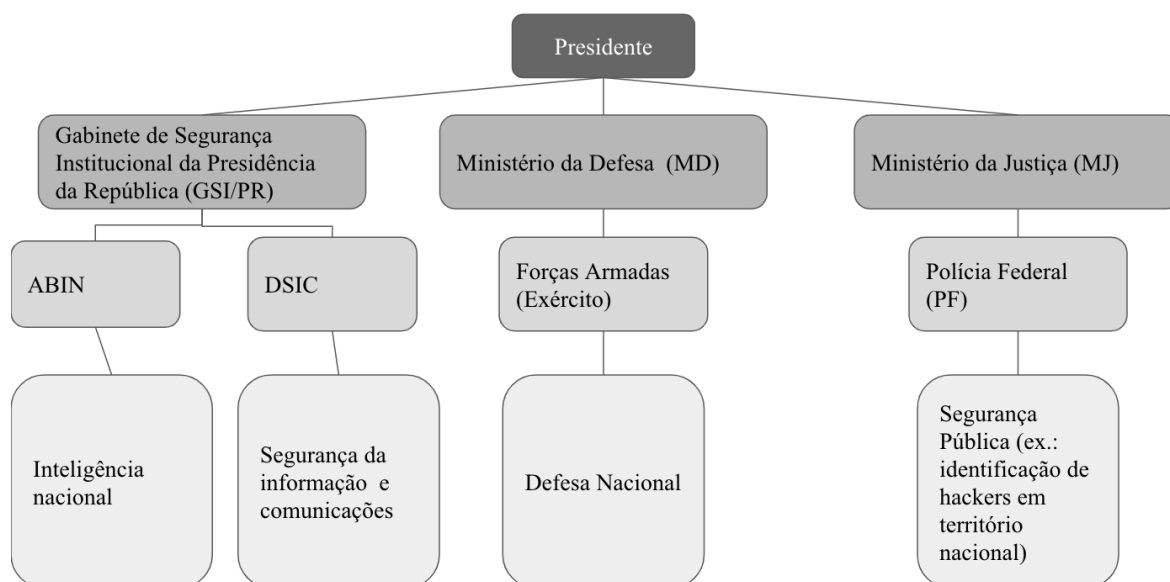 Presidente
Gabinete de Segurança
Institucional da Presidência
da República (GSI/PR)
Ministério da Defesa (MD)
Ministério da Justiça (MJ)
ABIN
DSIC
Forças Armadas
(Exército)
Polícia Federal
(PF)
Inteligência
nacional
Segurança da
informação e
comunicações
Defesa Nacional
Segurança
Pública (ex.:
identificação de
hackers em
território
nacional)